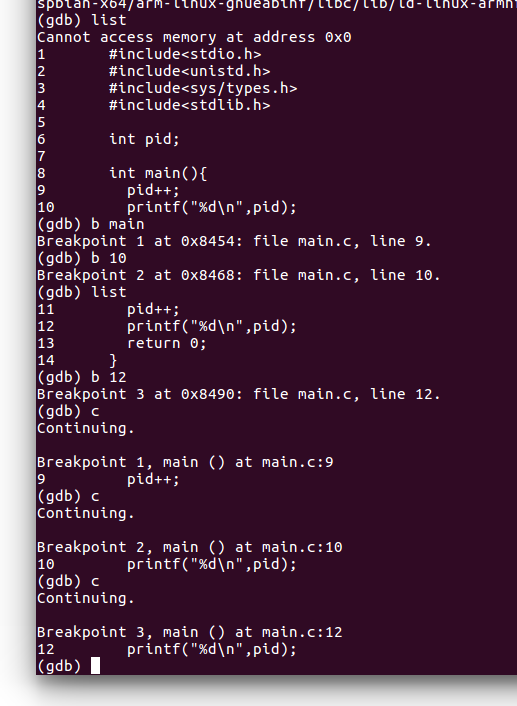 spbian-x64/arm-linux-gnueabihf/libc/lib/ld-linux-armhf
(gdb) list
Cannot access memory at address 0x0
1       #include<stdio.h>
2       #include<unistd.h>
3       #include<sys/types.h>
4       #include<stdlib.h>
5
6       int pid;
7
8       int main(){
9         pid++;
10        printf("%d\n",pid);
(gdb) b main
Breakpoint 1 at 0x8454: file main.c, line 9.
(gdb) b 10
Breakpoint 2 at 0x8468: file main.c, line 10.
(gdb) list
11        pid++;
12        printf("%d\n",pid);
13        return 0;
14      }
(gdb) b 12
Breakpoint 3 at 0x8490: file main.c, line 12.
(gdb) c
Continuing.

Breakpoint 1, main () at main.c:9
9         pid++;
(gdb) c
Continuing.

Breakpoint 2, main () at main.c:10
10        printf("%d\n",pid);
(gdb) c
Continuing.

Breakpoint 3, main () at main.c:12
12        printf("%d\n",pid);
(gdb)